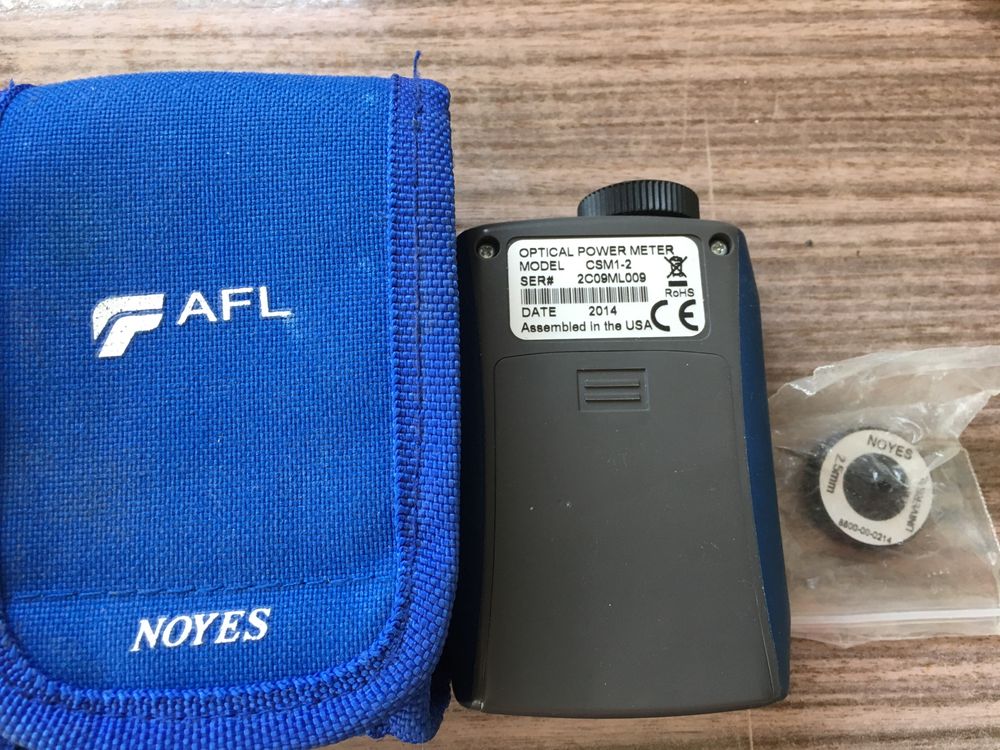 AFL
NOYES
OPTICAL POWER METER
MODEL CSM1-2
SER# 2C09ML009
RoHS
DATE 2014
Assembled in the USA CE
NOYES
2.5mm
UNIVERSAL
8800-00-0214